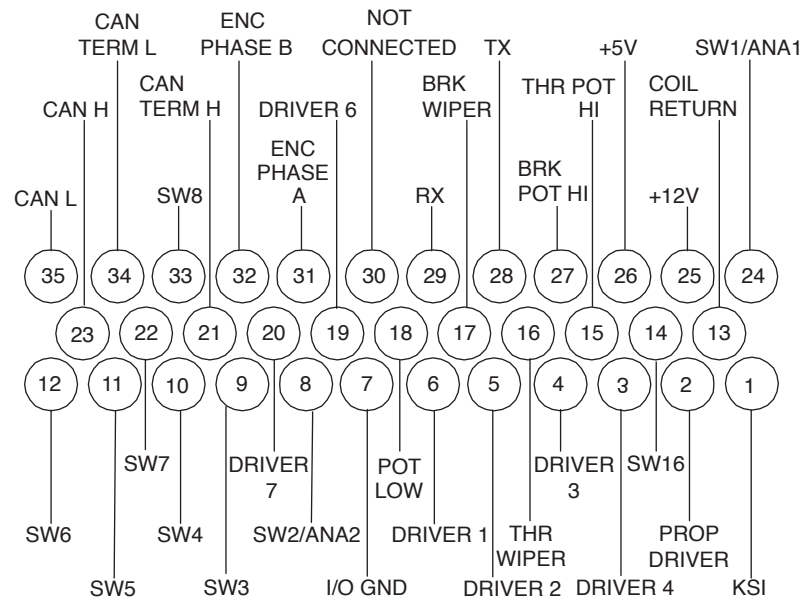 CAN
TERM L
ENC
PHASE B
NOT
CONNECTED
TX
+5V
SW1/ANA1
CAN H
CAN
TERM H
DRIVER 6
BRK
WIPER
THR POT
HI
COIL
RETURN
CAN L
SW8
ENC
PHASE
A
RX
BRK
POT HI
+12V
35 34 33 32 31 30 29 28 27 26 25 24
23 22 21 20 19 18 17 16 15 14 13
12 11 10 9 8 7 6 5 4 3 2 1
SW7
DRIVER
7
POT
LOW
DRIVER
3
SW16
SW6
SW4
SW2/ANA2
DRIVER 1
THR
WIPER
PROP
DRIVER
SW5
SW3
I/O GND
DRIVER 2
DRIVER 4
KSI